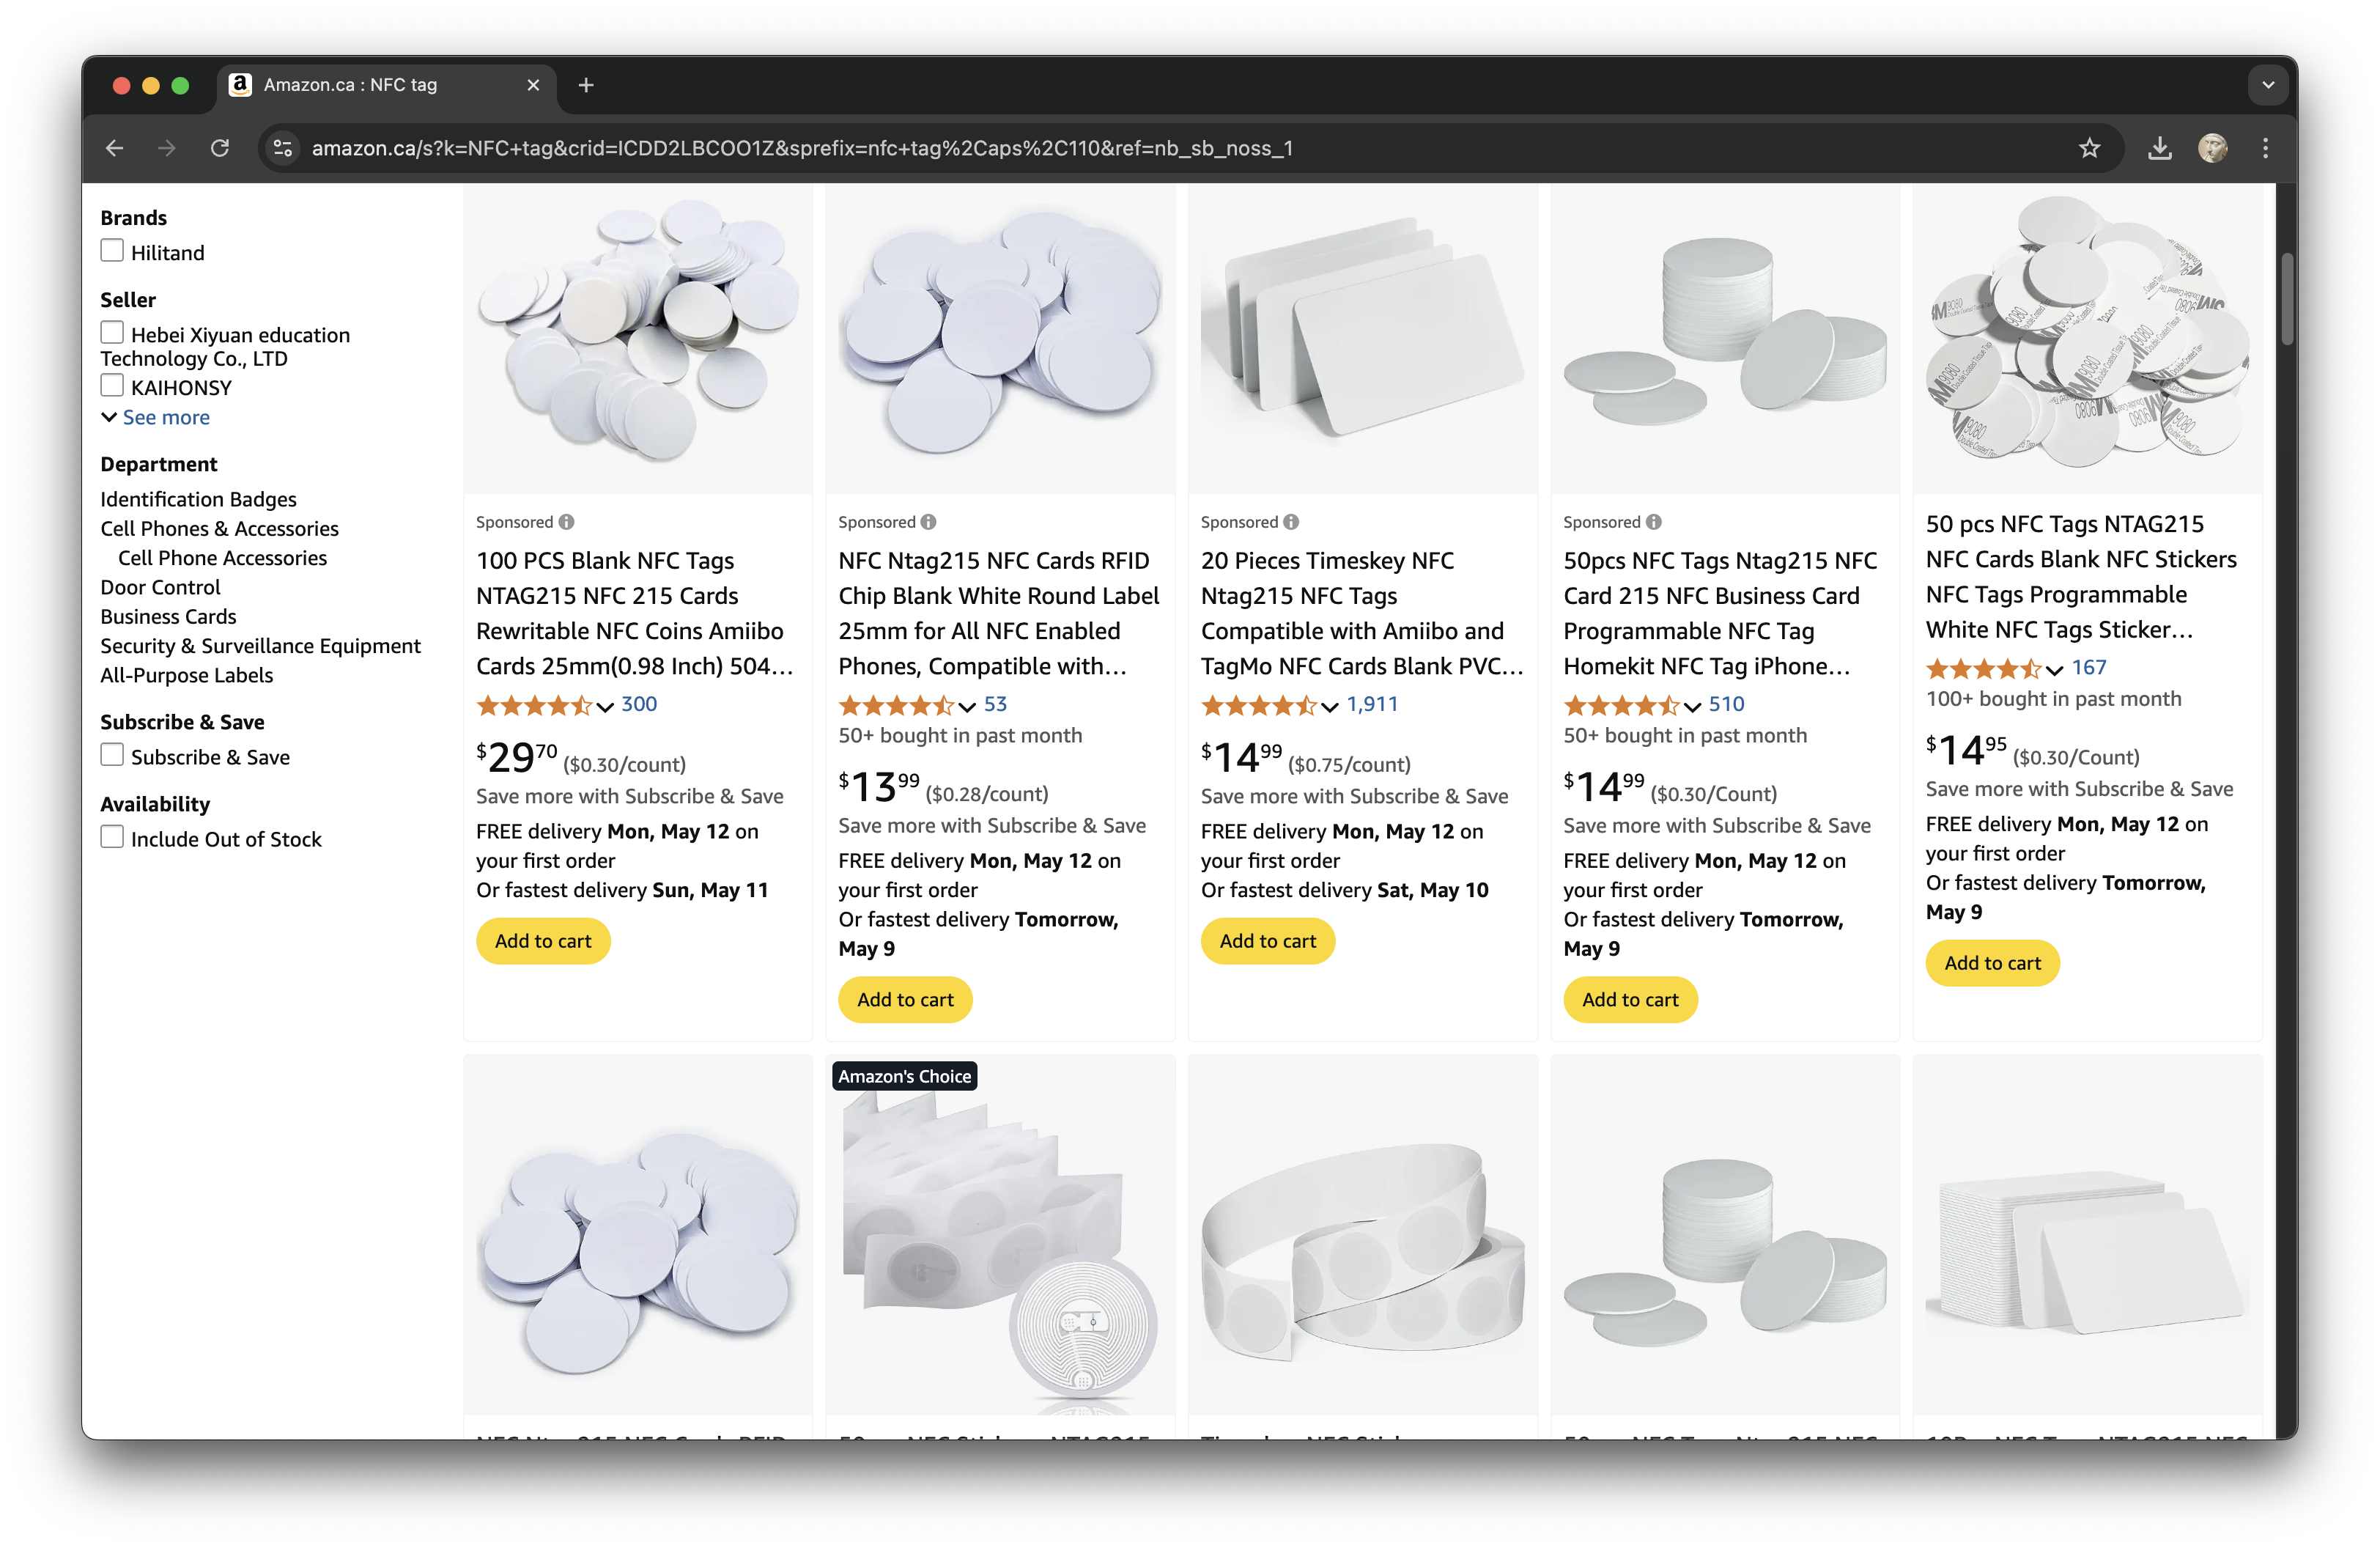 Amazon.ca : NFC tag
amazon.ca/s?k=NFC+tag&crid=ICDD2LBCOO1Z&sprefix=nfc+tag%2Caps%2C110&ref=nb_sb_noss_1
Brands
Hilitand
Seller
Hebei Xiyuan education
Technology Co., LTD
KAIHONSY
See more
Department
Identification Badges
Cell Phones & Accessories
Cell Phone Accessories
Door Control
Business Cards
Security & Surveillance Equipment
All-Purpose Labels
Subscribe & Save
Subscribe & Save
Availability
Include Out of Stock
Sponsored
100 PCS Blank NFC Tags
NTAG215 NFC 215 Cards
Rewritable NFC Coins Amiibo
Cards 25mm(0.98 Inch) 504…
300
$29.70 ($0.30/count)
Save more with Subscribe & Save
FREE delivery Mon, May 12 on
your first order
Or fastest delivery Sun, May 11
Add to cart
Sponsored
NFC Ntag215 NFC Cards RFID
Chip Blank White Round Label
25mm for All NFC Enabled
Phones, Compatible with…
53
50+ bought in past month
$13.99 ($0.28/count)
Save more with Subscribe & Save
FREE delivery Mon, May 12 on
your first order
Or fastest delivery Tomorrow,
May 9
Add to cart
Sponsored
20 Pieces Timeskey NFC
Ntag215 NFC Tags
Compatible with Amiibo and
TagMo NFC Cards Blank PVC…
1,911
$14.99 ($0.75/count)
Save more with Subscribe & Save
FREE delivery Mon, May 12 on
your first order
Or fastest delivery Sat, May 10
Add to cart
Sponsored
50pcs NFC Tags Ntag215 NFC
Card 215 NFC Business Card
Programmable NFC Tag
Homekit NFC Tag iPhone…
510
50+ bought in past month
$14.99 ($0.30/Count)
Save more with Subscribe & Save
FREE delivery Mon, May 12 on
your first order
Or fastest delivery Tomorrow,
May 9
Add to cart
50 pcs NFC Tags NTAG215
NFC Cards Blank NFC Stickers
NFC Tags Programmable
White NFC Tags Sticker…
167
100+ bought in past month
$14.95 ($0.30/Count)
Save more with Subscribe & Save
FREE delivery Mon, May 12 on
your first order
Or fastest delivery Tomorrow,
May 9
Add to cart
Amazon's Choice